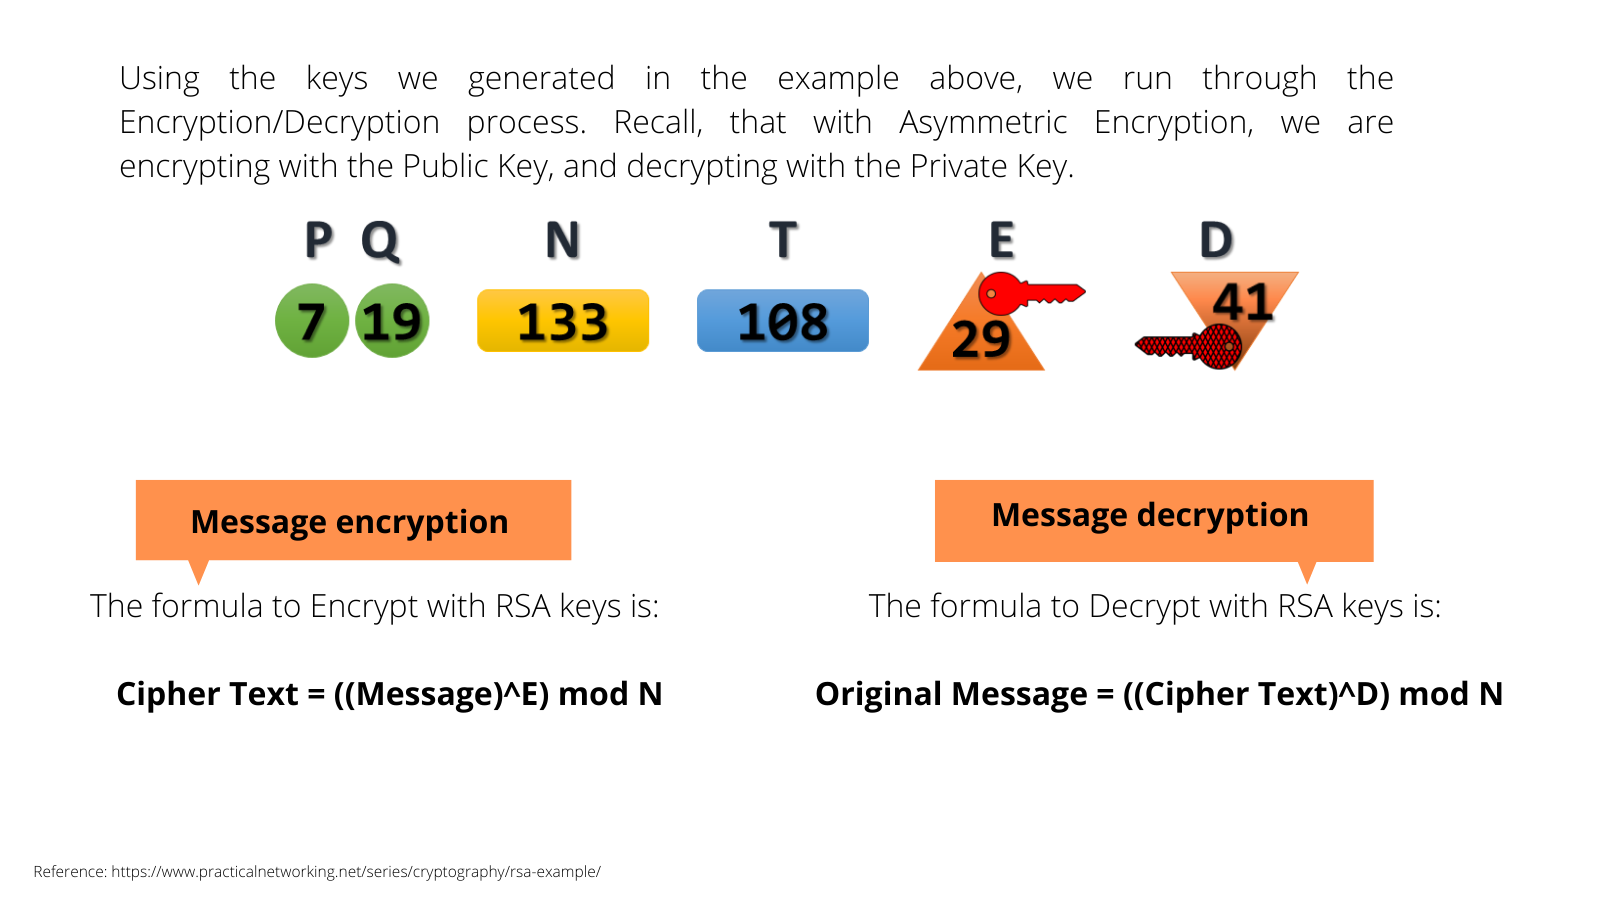 Using the keys we generated in the example above, we run through the
Encryption/Decryption process. Recall, that with Asymmetric Encryption, we are
encrypting with the Public Key, and decrypting with the Private Key.
P Q N T E D
7 19 133 108 29 41
Message encryption
The formula to Encrypt with RSA keys is:
Cipher Text = ((Message)^E) mod N
Message decryption
The formula to Decrypt with RSA keys is:
Original Message = ((Cipher Text)^D) mod N
Reference: https://www.practicalnetworking.net/series/cryptography/rsa-example/